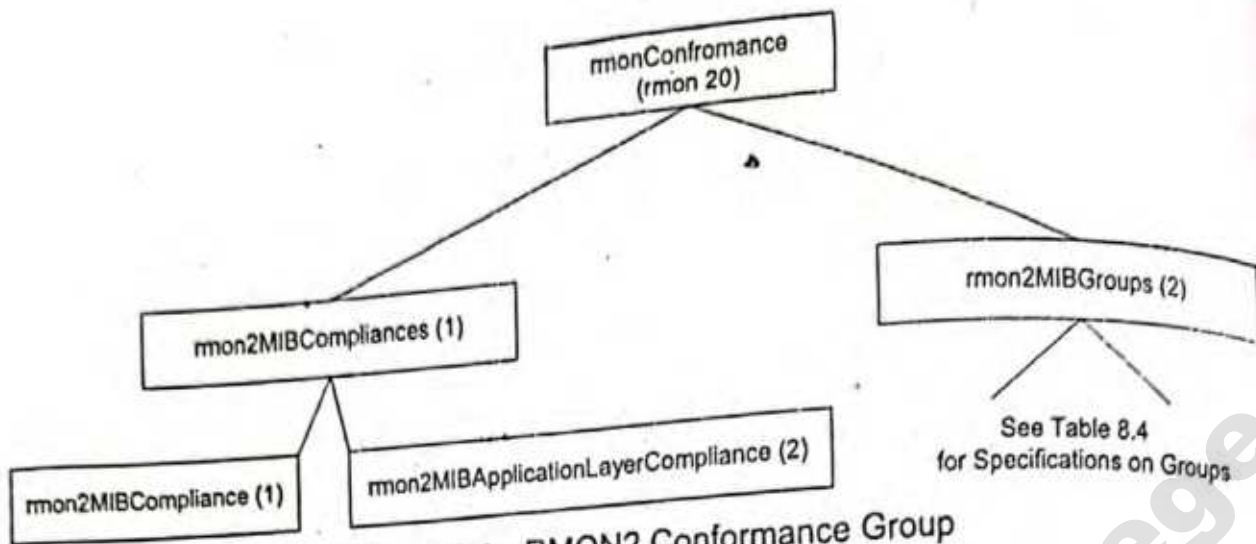 rmonConfromance
(rmon 20)
rmon2MIBCompliances (1)
rmon2MIBGroups (2)
rmon2MIBCompliance (1)
rmon2MIBApplicationLayerCompliance (2)
See Table 8.4
for Specifications on Groups
RMON2 Conformance Group